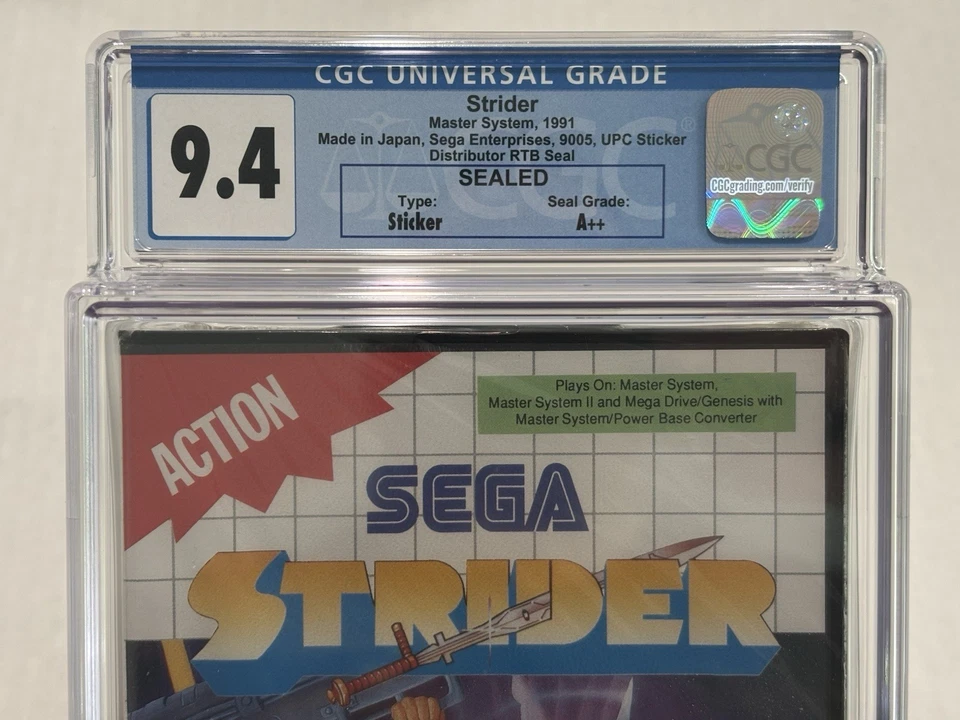 CGC UNIVERSAL GRADE
9.4
Strider
Master System, 1991
Made in Japan, Sega Enterprises, 9005, UPC Sticker
Distributor RTB Seal
SEALED
Type:
Sticker
Seal Grade:
A++
CGC
CGC
CGCgrading.com/verify
ACTION
Plays On: Master System,
Master System II and Mega Drive/Genesis with
Master System/Power Base Converter
SEGA
STRIDER